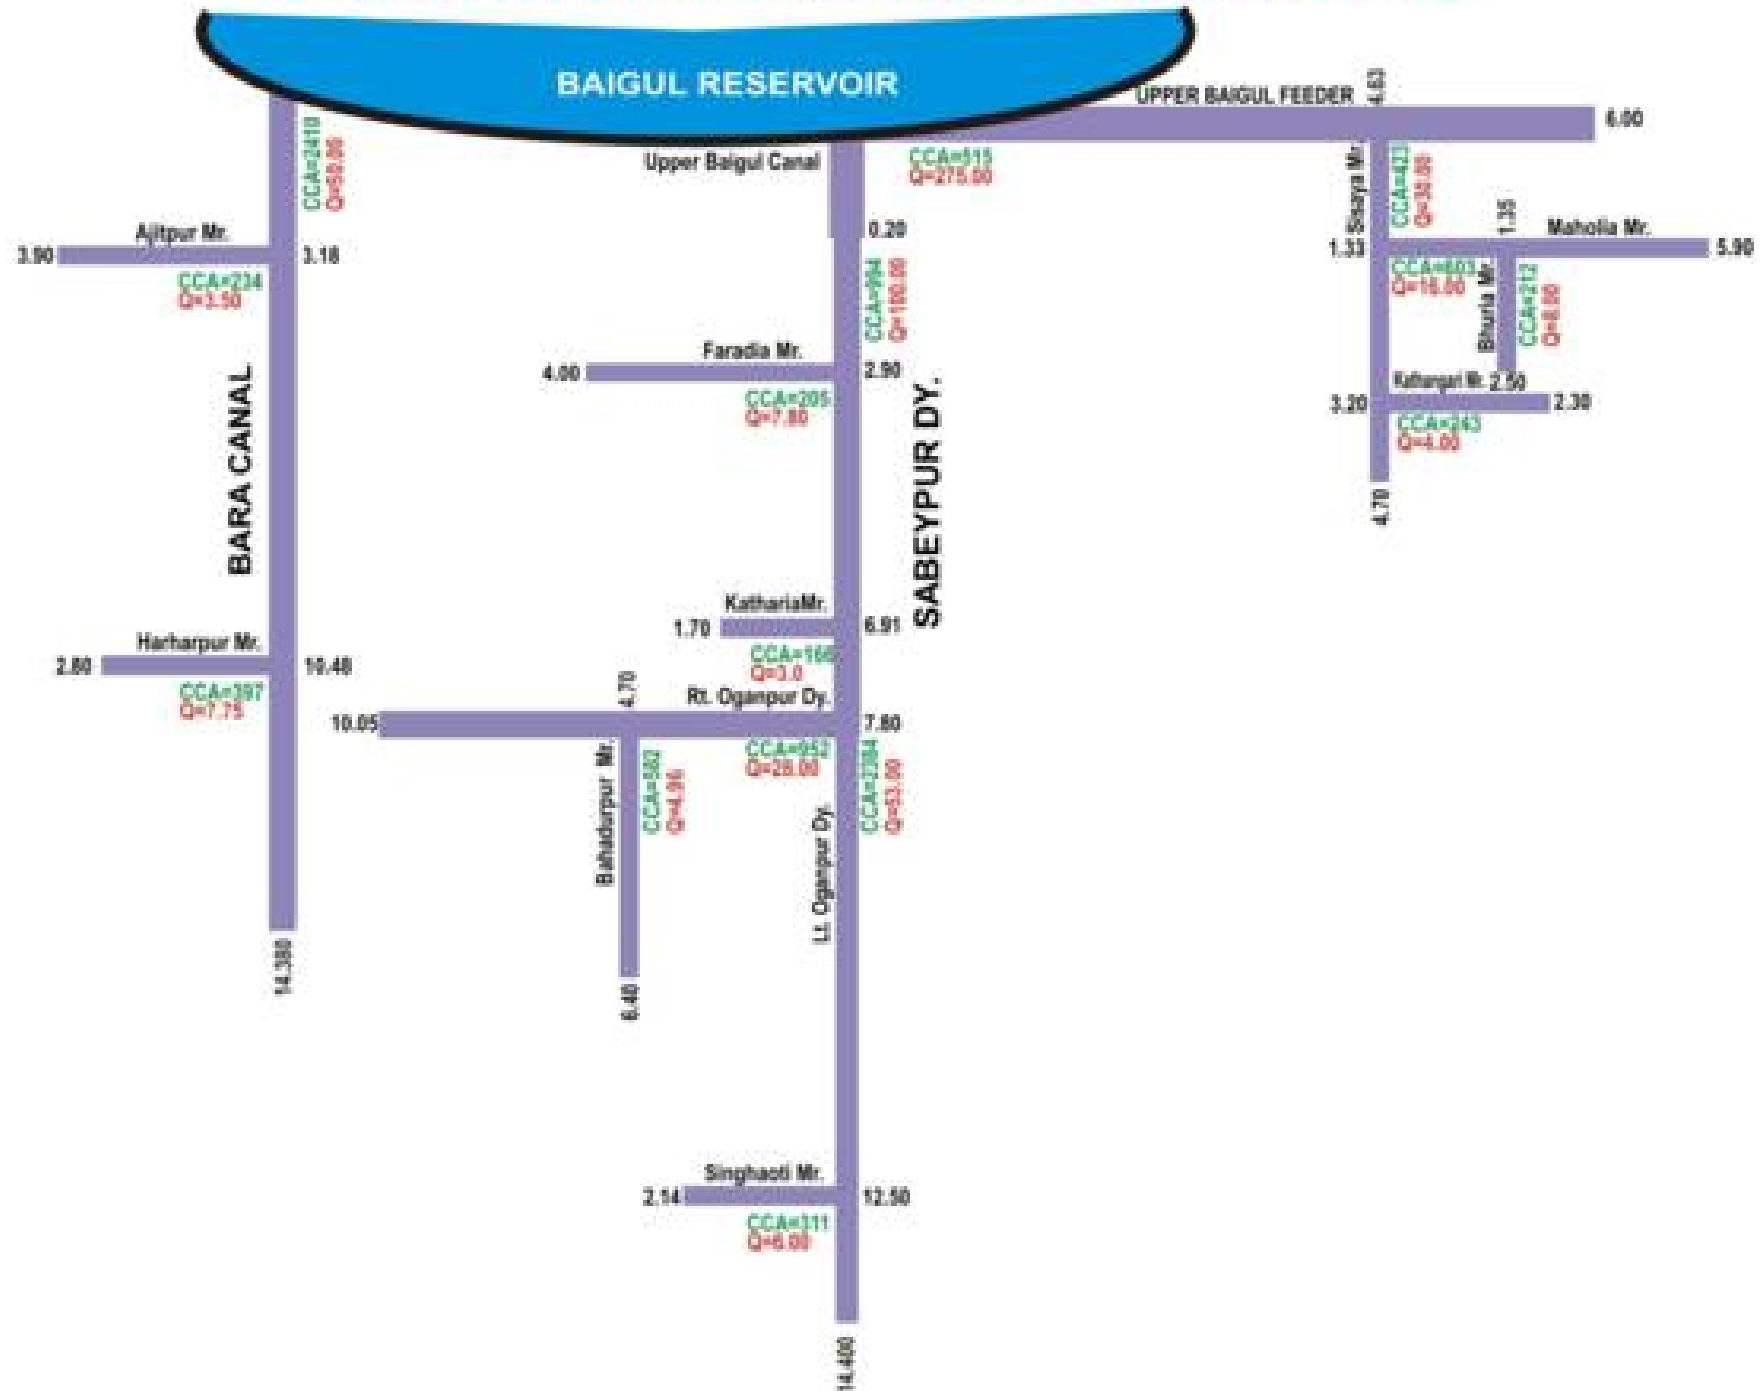 BAIGUL RESERVOIR
UPPER BAIGUL FEEDER
4.63
6.00
CCA=2410
Q=50.00
Upper Baigul Canal
CCA=515
Q=275.00
0.20
Sisaya Mr.
CCA=423
Q=30.00
1.35
Maholia Mr.
5.90
1.33
CCA=603
Q=16.00
Bhuria Mr.
CCA=212
Q=8.00
2.50
Ajitpur Mr.
3.90
3.18
CCA=234
Q=3.50
CCA=994
Q=100.00
Faradia Mr.
4.00
2.90
CCA=205
Q=7.80
3.20
2.30
CCA=243
Q=4.00
4.70
BARA CANAL
SABEYPUR DY.
KathariaMr.
1.70
6.91
CCA=166
Q=3.0
Harharpur Mr.
2.80
10.48
CCA=397
Q=7.75
Rt. Oganpur Dy.
4.70
10.05
7.80
CCA=952
Q=28.00
CCA=2384
Q=53.00
Bahadurpur Mr.
CCA=582
Q=4.96
6.40
Lt. Oganpur Dy.
14.380
Singhaoti Mr.
2.14
12.50
CCA=311
Q=6.00
14.400